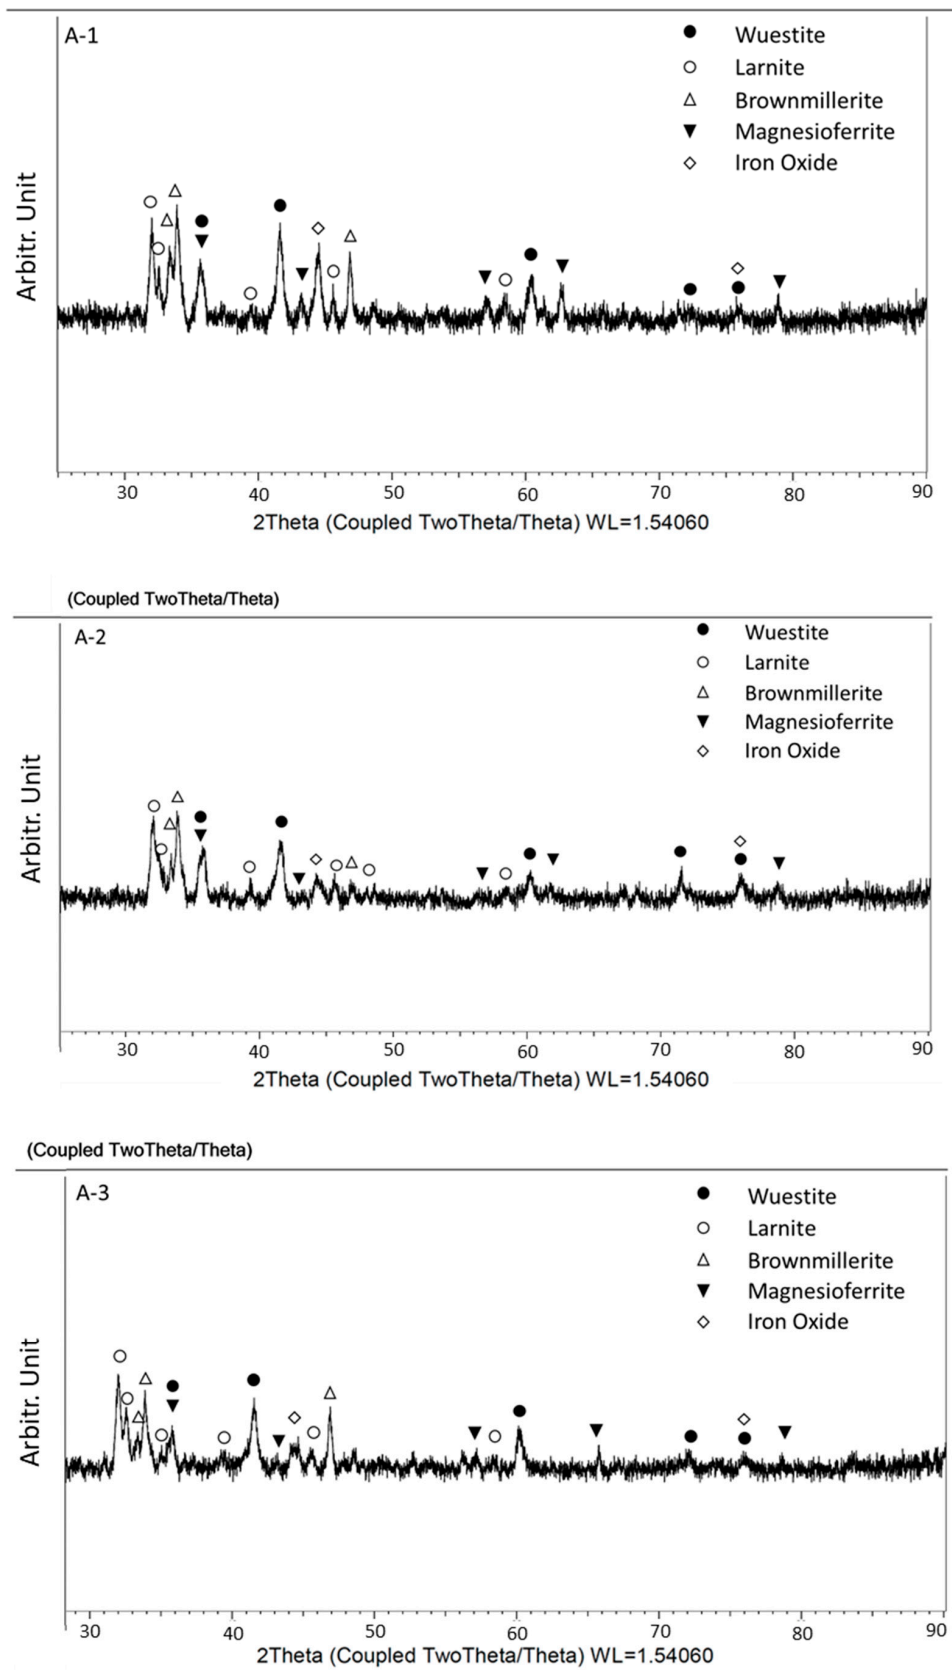 A-1
Wuestite
Larnite
Brownmillerite
Magnesioferrite
Iron Oxide
Arbitr. Unit
30 40 50 60 70 80 90
2Theta (Coupled TwoTheta/Theta) WL=1.54060
(Coupled TwoTheta/Theta)
A-2
Wuestite
Larnite
Brownmillerite
Magnesioferrite
Iron Oxide
Arbitr. Unit
30 40 50 60 70 80 90
2Theta (Coupled TwoTheta/Theta) WL=1.54060
(Coupled TwoTheta/Theta)
A-3
Wuestite
Larnite
Brownmillerite
Magnesioferrite
Iron Oxide
Arbitr. Unit
30 40 50 60 70 80 90
2Theta (Coupled TwoTheta/Theta) WL=1.54060